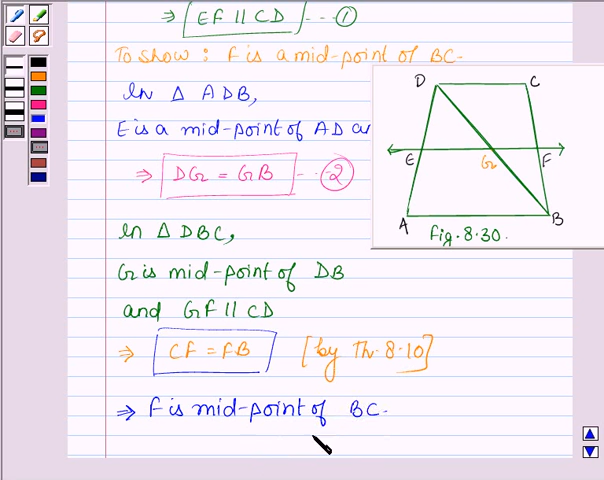 ⇒ EF || CD --- ①
To show : F is a mid-point of BC.
In Δ ADB,
E is a mid-point of AD
⇒ DG = GB --- ②
In Δ DBC,
G is mid-point of DB
and GF || CD
⇒ CF = FB [by Th. 8.10]
⇒ F is mid-point of BC.
D C
E G F
A B
Fig. 8.30.